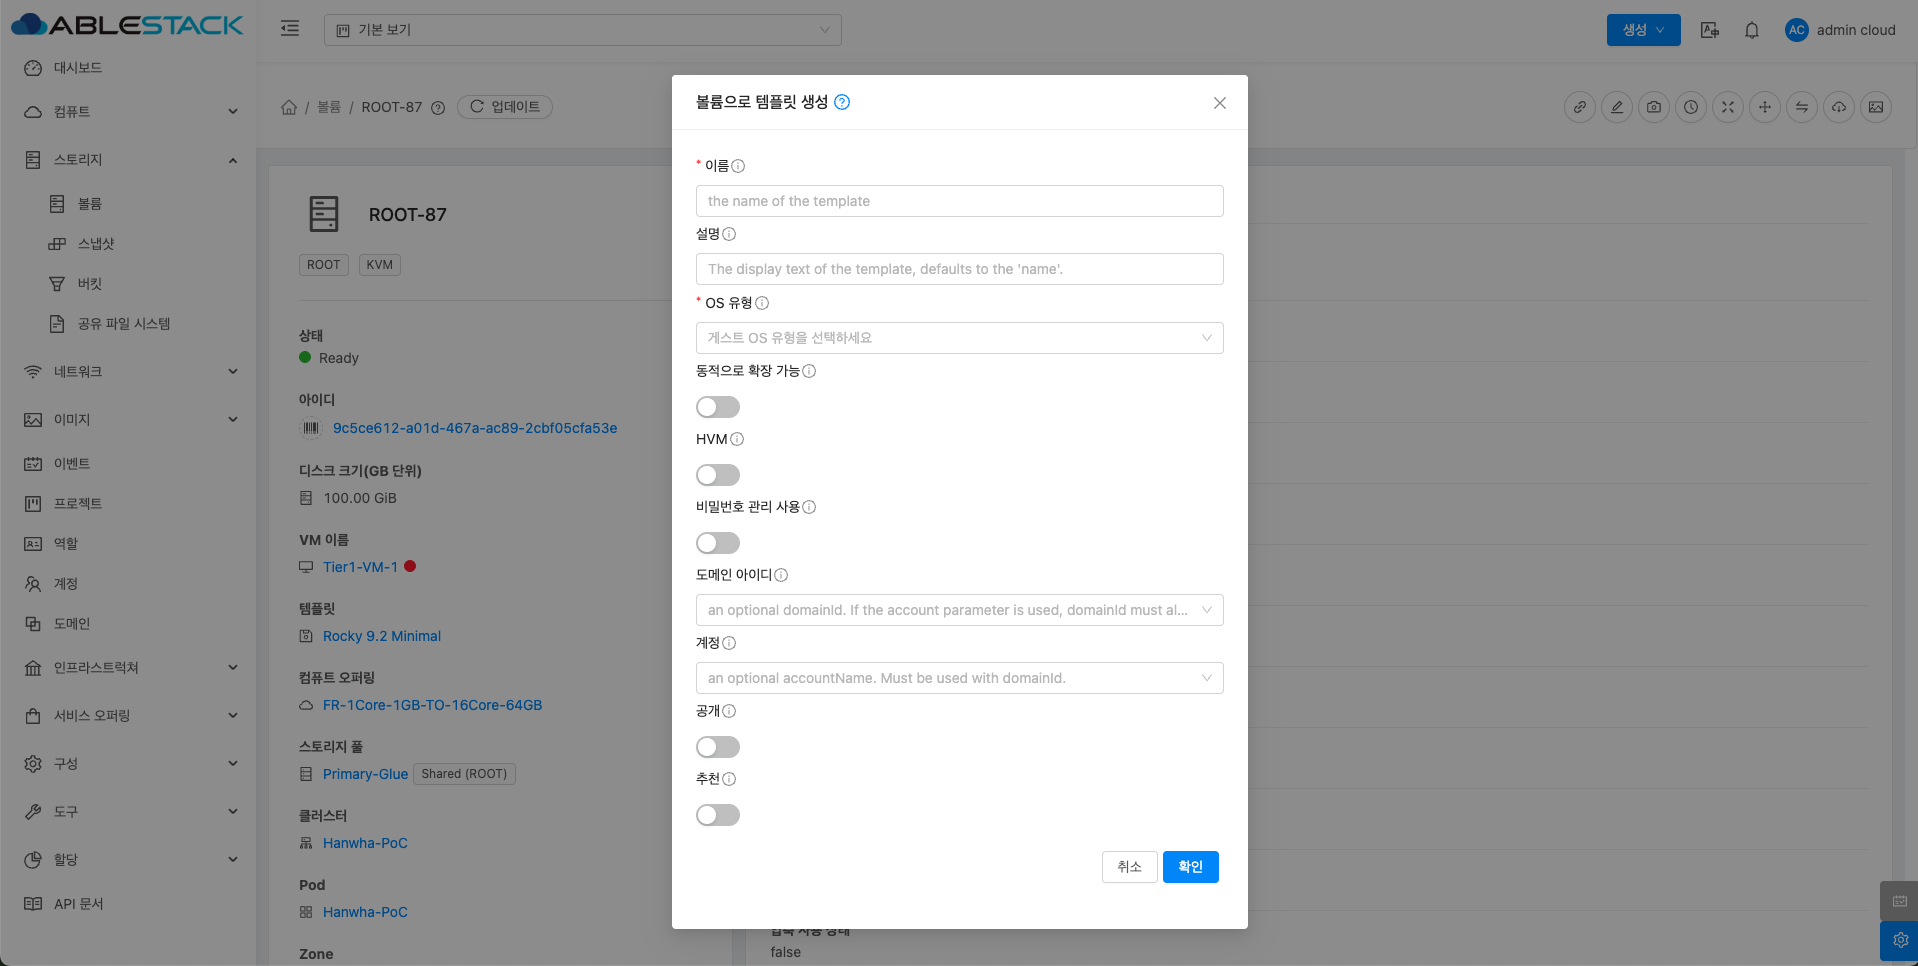 ABLESTACK
기본 보기
생성
AC
admin cloud
대시보드
컴퓨트
스토리지
볼륨
스냅샷
버킷
공유 파일 시스템
네트워크
이미지
이벤트
프로젝트
역할
계정
도메인
인프라스트럭쳐
서비스 오퍼링
구성
도구
할당
API 문서
/ 볼륨 / ROOT-87
업데이트
ROOT-87
ROOT
KVM
상태
Ready
아이디
9c5ce612-a01d-467a-ac89-2cbf05cfa53e
디스크 크기(GB 단위)
100.00 GiB
VM 이름
Tier1-VM-1
템플릿
Rocky 9.2 Minimal
컴퓨트 오퍼링
FR-1Core-1GB-TO-16Core-64GB
스토리지 풀
Primary-Glue
Shared (ROOT)
클러스터
Hanwha-PoC
Pod
Hanwha-PoC
Zone
볼륨으로 템플릿 생성
* 이름
the name of the template
설명
The display text of the template, defaults to the 'name'.
* OS 유형
게스트 OS 유형을 선택하세요
동적으로 확장 가능
HVM
비밀번호 관리 사용
도메인 아이디
an optional domainId. If the account parameter is used, domainId must al...
계정
an optional accountName. Must be used with domainId.
공개
추천
취소
확인
false